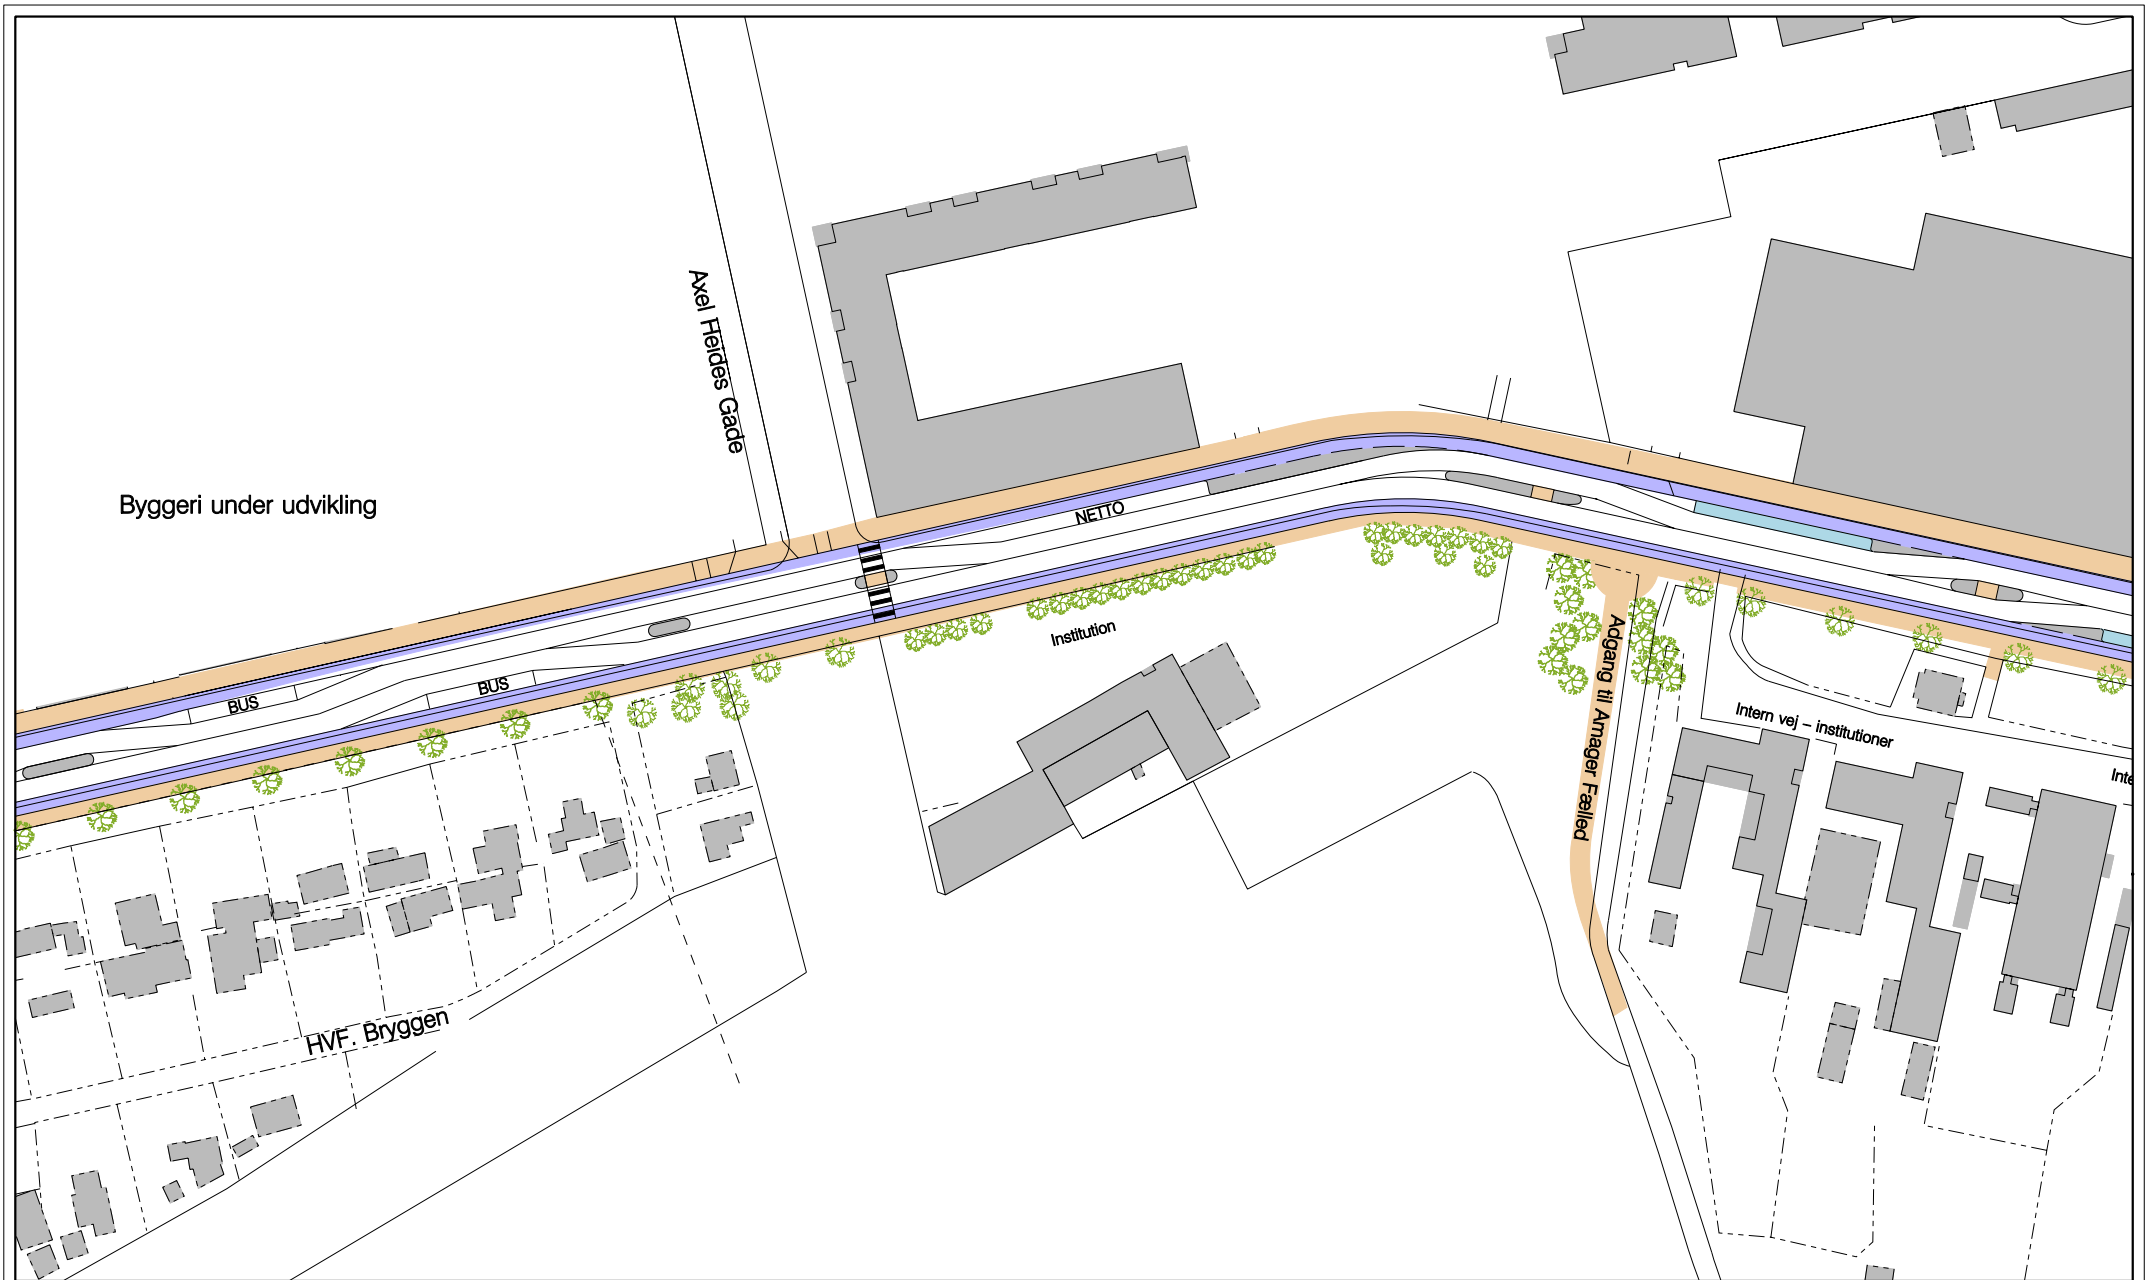 Axel Heides Gade
Byggeri under udvikling
NETTO
Institution
BUS
BUS
Adgang til Amager Fælled
Intern vej – institutioner
HVF. Bryggen